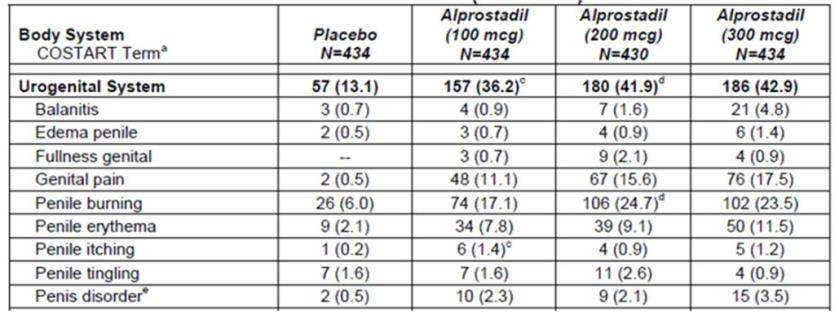 Body System
COSTART Termᵃ
Placebo
N=434
Alprostadil
(100 mcg)
N=434
Alprostadil
(200 mcg)
N=430
Alprostadil
(300 mcg)
N=434
Urogenital System 57 (13.1) 157 (36.2)ᶜ 180 (41.9)ᵈ 186 (42.9)
Balanitis 3 (0.7) 4 (0.9) 7 (1.6) 21 (4.8)
Edema penile 2 (0.5) 3 (0.7) 4 (0.9) 6 (1.4)
Fullness genital -- 3 (0.7) 9 (2.1) 4 (0.9)
Genital pain 2 (0.5) 48 (11.1) 67 (15.6) 76 (17.5)
Penile burning 26 (6.0) 74 (17.1) 106 (24.7)ᵈ 102 (23.5)
Penile erythema 9 (2.1) 34 (7.8) 39 (9.1) 50 (11.5)
Penile itching 1 (0.2) 6 (1.4)ᶜ 4 (0.9) 5 (1.2)
Penile tingling 7 (1.6) 7 (1.6) 11 (2.6) 4 (0.9)
Penis disorderᵉ 2 (0.5) 10 (2.3) 9 (2.1) 15 (3.5)